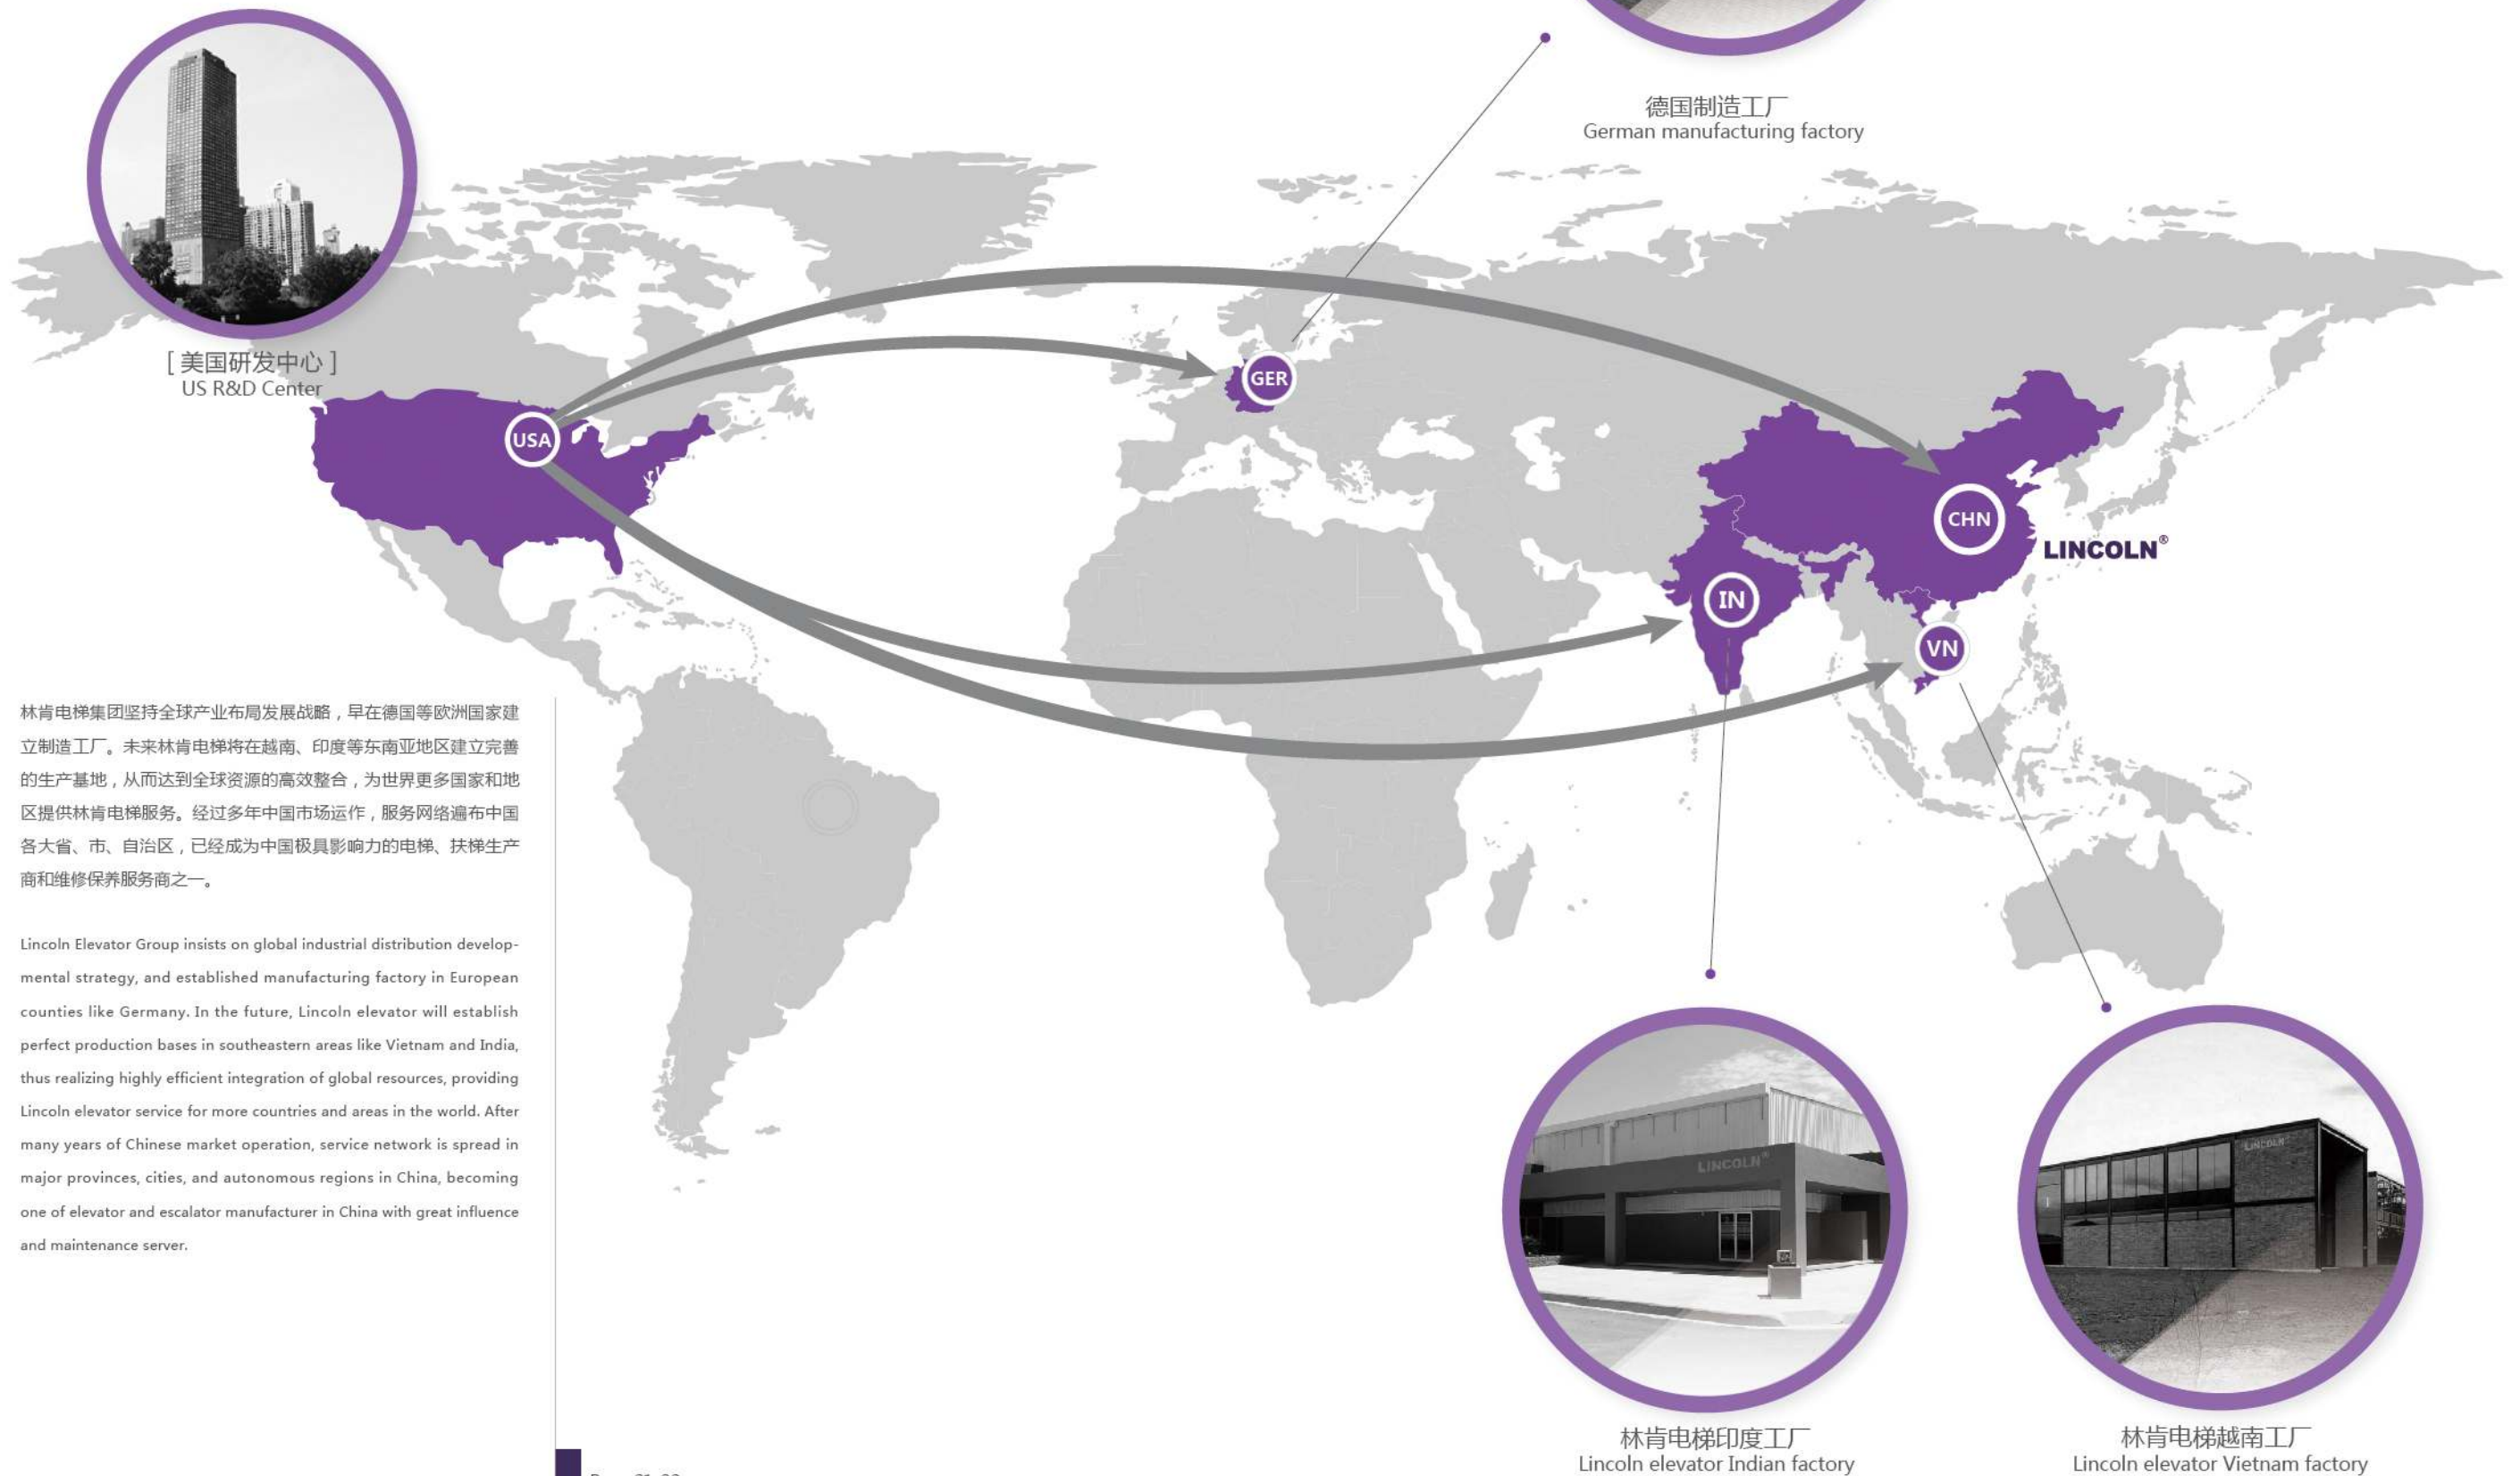 德国制造工厂
German manufacturing factory
[ 美国研发中心 ]
US R&D Center
GER
USA
CHN
LINCOLN®
IN
VN
林肯电梯集团坚持全球产业布局发展战略，早在德国等欧洲国家建
立制造工厂。未来林肯电梯将在越南、印度等东南亚地区建立完善
的生产基地，从而达到全球资源的高效整合，为世界更多国家和地
区提供林肯电梯服务。经过多年中国市场运作，服务网络遍布中国
各大省、市、自治区，已经成为中国极具影响力的电梯、扶梯生产
商和维修保养服务商之一。
Lincoln Elevator Group insists on global industrial distribution develop-
mental strategy, and established manufacturing factory in European
counties like Germany. In the future, Lincoln elevator will establish
perfect production bases in southeastern areas like Vietnam and India,
thus realizing highly efficient integration of global resources, providing
Lincoln elevator service for more countries and areas in the world. After
many years of Chinese market operation, service network is spread in
major provinces, cities, and autonomous regions in China, becoming
one of elevator and escalator manufacturer in China with great influence
and maintenance server.
LINCOLN®
LINCOLN®
林肯电梯印度工厂
Lincoln elevator Indian factory
林肯电梯越南工厂
Lincoln elevator Vietnam factory